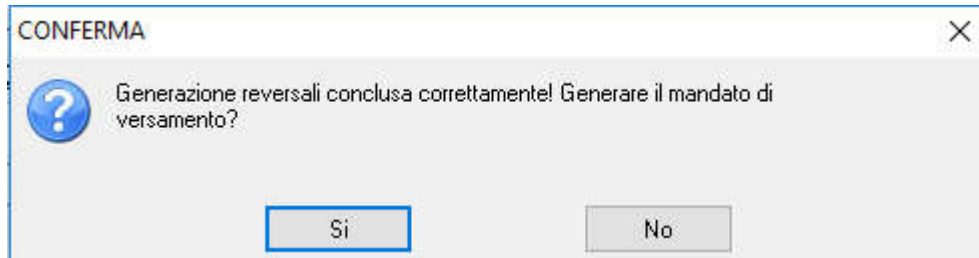 CONFERMA
Generazione reversali conclusa correttamente! Generare il mandato di
versamento?
Si
No